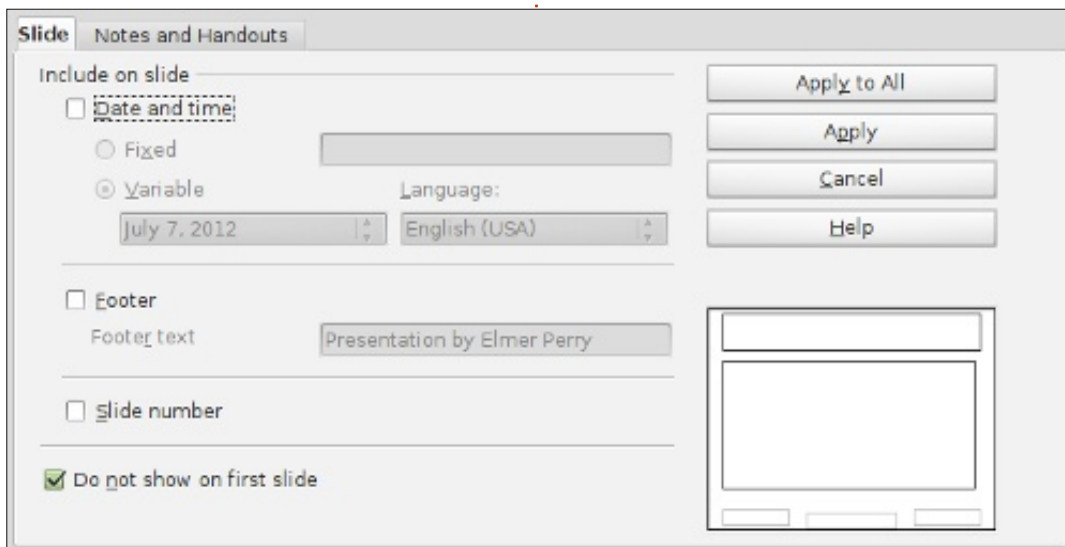 Slide
Notes and Handouts
Include on slide
Date and time
Fixed
Variable
Language:
July 7, 2012
English (USA)
Footer
Footer text
Presentation by Elmer Perry
Slide number
Do not show on first slide
Apply to All
Apply
Cancel
Help